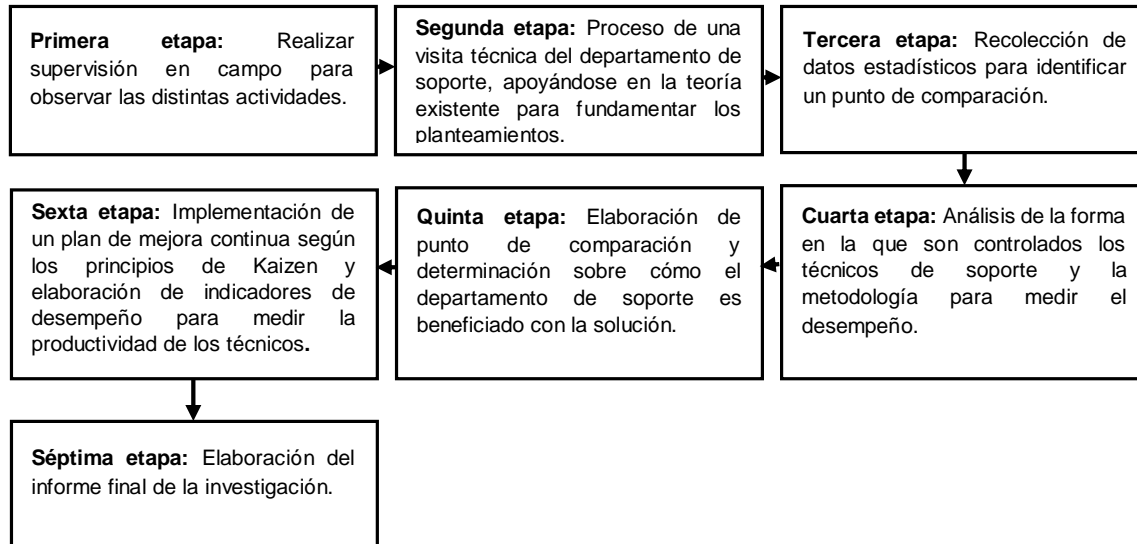 Primera etapa: Realizar
supervisión en campo para
observar las distintas actividades.
Segunda etapa: Proceso de una
visita técnica del departamento de
soporte, apoyándose en la teoría
existente para fundamentar los
planteamientos.
Tercera etapa: Recolección de
datos estadísticos para identificar
un punto de comparación.
Cuarta etapa: Análisis de la forma
en la que son controlados los
técnicos de soporte y la
metodología para medir el
desempeño.
Quinta etapa: Elaboración de
punto de comparación y
determinación sobre cómo el
departamento de soporte es
beneficiado con la solución.
Sexta etapa: Implementación de
un plan de mejora continua según
los principios de Kaizen y
elaboración de indicadores de
desempeño para medir la
productividad de los técnicos.
Séptima etapa: Elaboración del
informe final de la investigación.